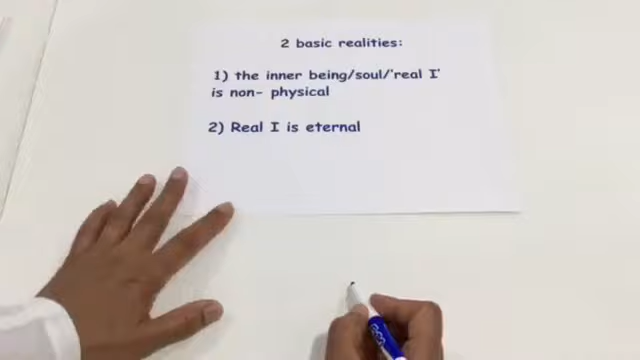 2 basic realities:
1) the inner being/soul/'real I'
is non- physical
2) Real I is eternal